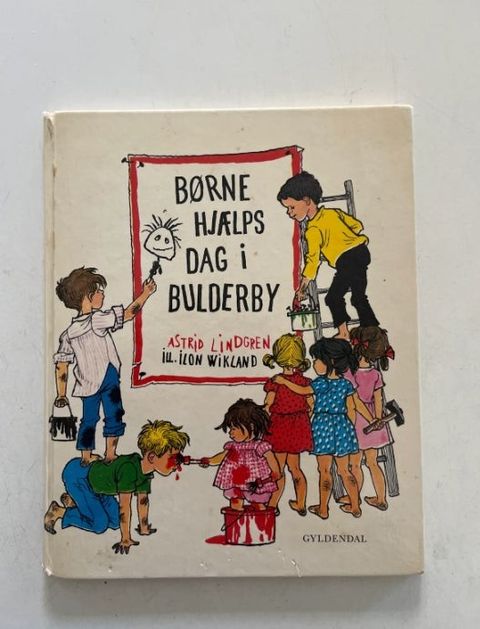 BØRNE
HJÆLPS
DAG i
BULDERBY
ASTRID LiNDGREN
iLL. iLON WiKLAND
GYLDENDAL